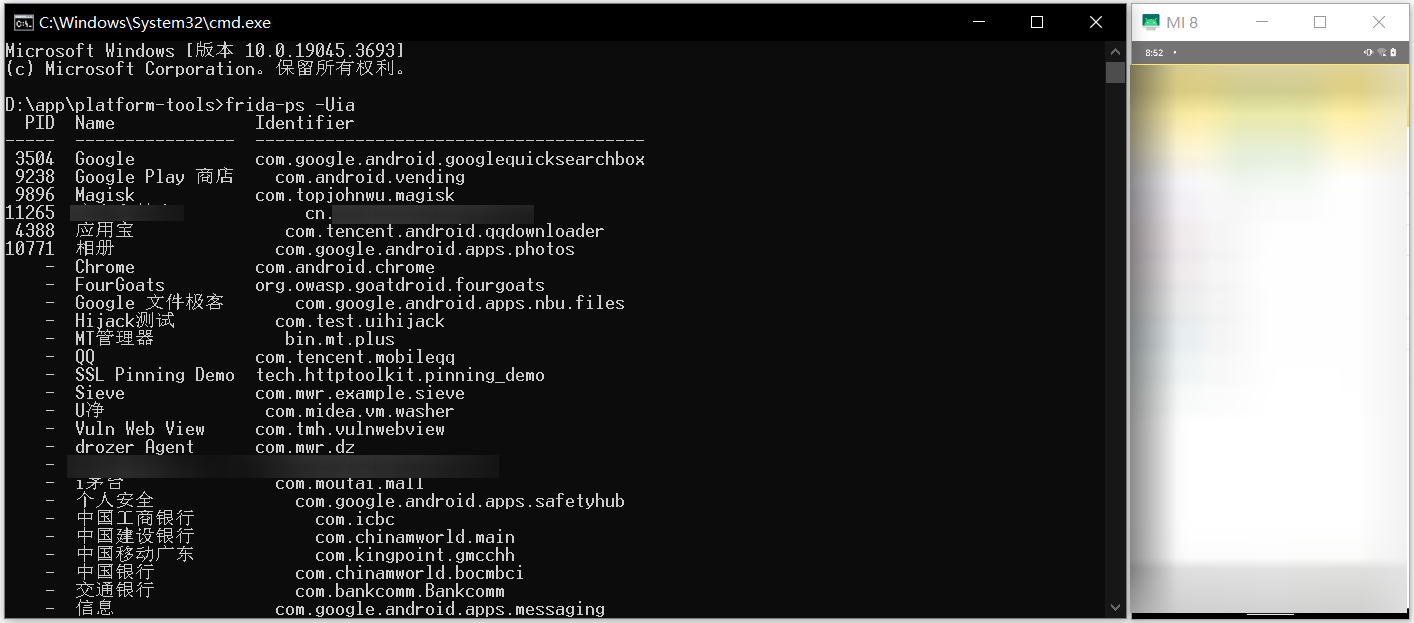 C:\Windows\System32\cmd.exe
Microsoft Windows [版本 10.0.19045.3693]
(c) Microsoft Corporation。保留所有权利。
D:\app\platform-tools>frida-ps -Uia
PID Name Identifier
----- ---------------- ---------------------------------------
3504 Google com.google.android.googlequicksearchbox
9238 Google Play 商店 com.android.vending
9896 Magisk com.topjohnwu.magisk
11265 cn.
4388 应用宝 com.tencent.android.qqdownloader
10771 相册 com.google.android.apps.photos
- Chrome com.android.chrome
- FourGoats org.owasp.goatdroid.fourgoats
- Google 文件极客 com.google.android.apps.nbu.files
- Hijack测试 com.test.uihijack
- MT管理器 bin.mt.plus
- QQ com.tencent.mobileqq
- SSL Pinning Demo tech.httptoolkit.pinning_demo
- Sieve com.mwr.example.sieve
- U净 com.midea.vm.washer
- Vuln Web View com.tmh.vulnwebview
- drozer Agent com.mwr.dz
-
- i茅台 com.moutai.mall
- 个人安全 com.google.android.apps.safetyhub
- 中国工商银行 com.icbc
- 中国建设银行 com.chinamworld.main
- 中国移动广东 com.kingpoint.gmcchh
- 中国银行 com.chinamworld.bocmbci
- 交通银行 com.bankcomm.Bankcomm
- 信息 com.google.android.apps.messaging
MI 8
8:52